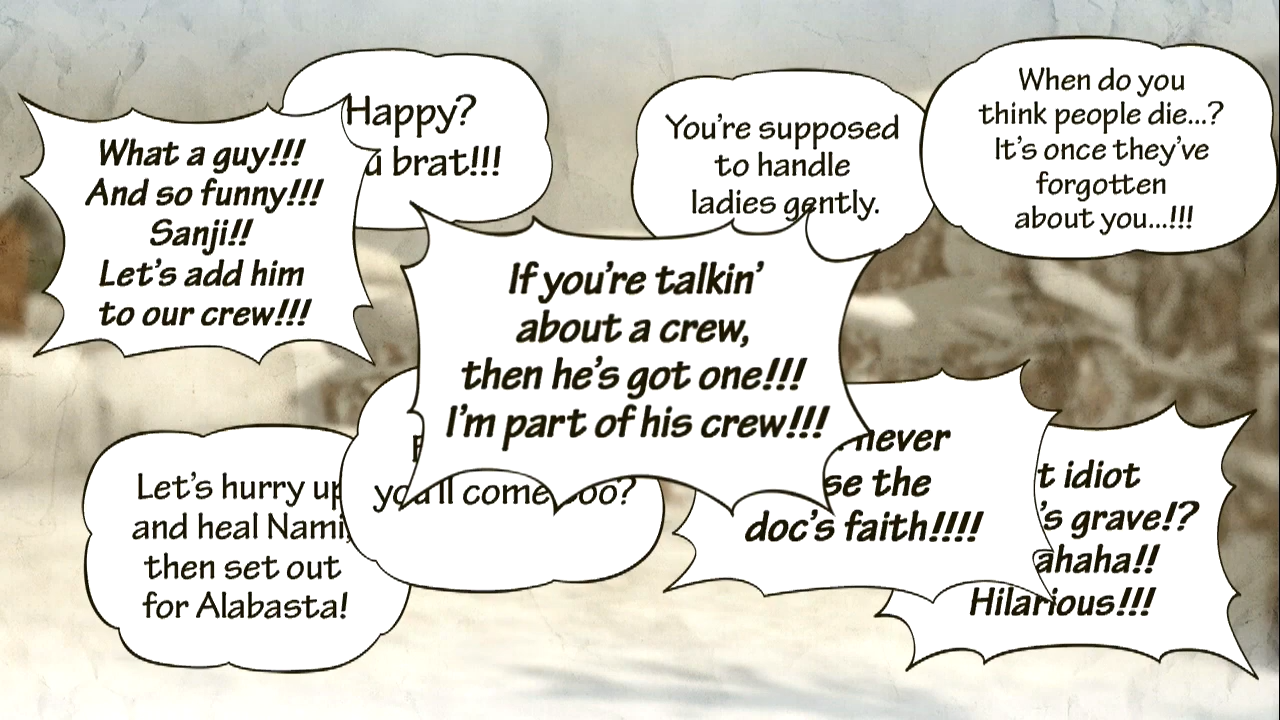 What a guy!!!
And so funny!!!
Sanji!!
Let's add him
to our crew!!!
Happy?
brat!!!
You're supposed
to handle
ladies gently.
When do you
think people die...?
It's once they've
forgotten
about you...!!!
If you're talkin'
about a crew,
then he's got one!!!
I'm part of his crew!!!
Let's hurry up
and heal Nami,
then set out
for Alabasta!
you'll come too?
never
the
doc's faith!!!!
idiot
grave!?
Hilarious!!!